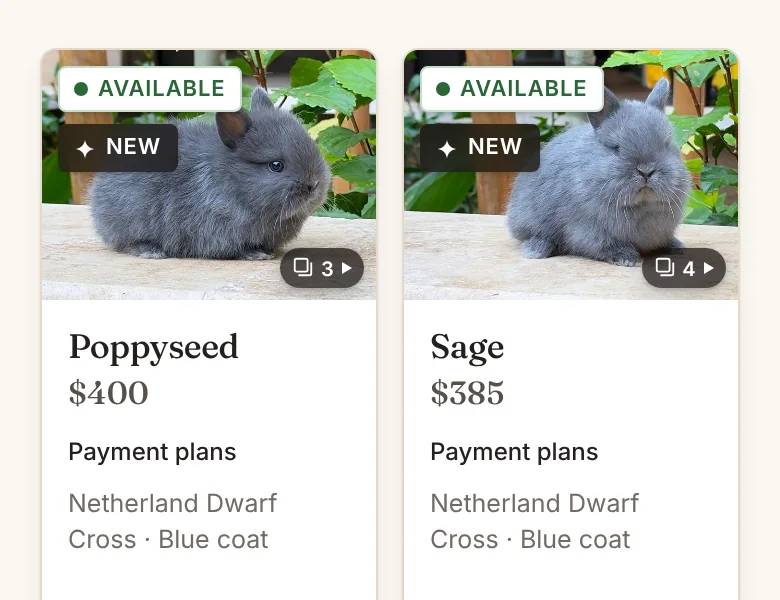 AVAILABLE
NEW
3
Poppyseed
$400
Payment plans
Netherland Dwarf
Cross · Blue coat
AVAILABLE
NEW
4
Sage
$385
Payment plans
Netherland Dwarf
Cross · Blue coat